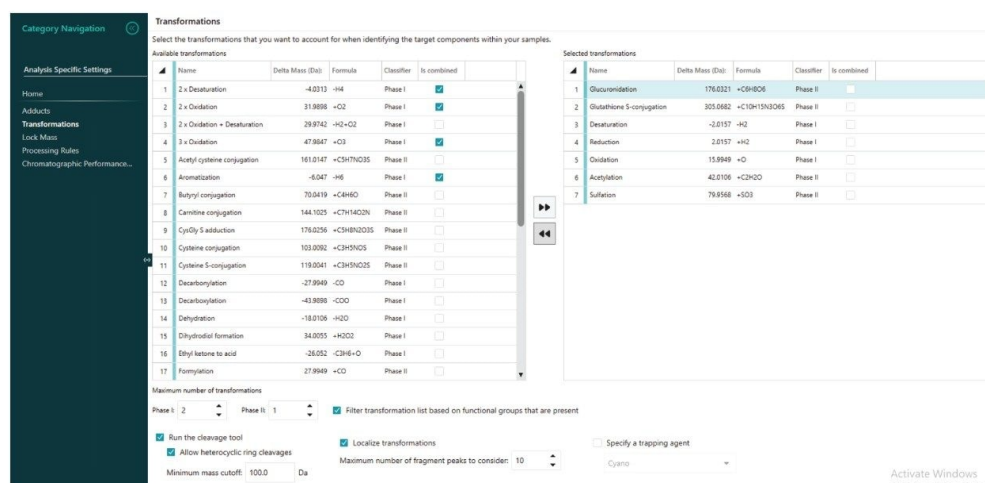 Category Navigation
Analysis Specific Settings
Home
Adducts
Transformations
Lock Mass
Processing Rules
Chromatographic Performance...
Transformations
Select the transformations that you want to account for when identifying the target components within your samples.
Available transformations
Name Delta Mass (Da): Formula Classifier Is combined
1 2 x Desaturation -4.0313 -H4 Phase I
2 2 x Oxidation 31.9898 +O2 Phase I
3 2 x Oxidation + Desaturation 29.9742 -H2+O2 Phase I
4 3 x Oxidation 47.9847 +O3 Phase I
5 Acetyl cysteine conjugation 161.0147 +C5H7NO3S Phase II
6 Aromatization -6.047 -H6 Phase I
7 Butyryl conjugation 70.0419 +C4H6O Phase II
8 Carnitine conjugation 144.1025 +C7H14O2N Phase II
9 CysGly S adduction 176.0256 +C5H8N2O3S Phase II
10 Cysteine conjugation 103.0092 +C3H5NOS Phase II
11 Cysteine S-conjugation 119.0041 +C3H5NO2S Phase II
12 Decarbonylation -27.9949 -CO Phase I
13 Decarboxylation -43.9898 -COO Phase I
14 Dehydration -18.0106 -H2O Phase I
15 Dihydrodiol formation 34.0055 +H2O2 Phase I
16 Ethyl ketone to acid -26.052 -C3H6+O Phase I
17 Formylation 27.9949 +CO Phase II
Selected transformations
Name Delta Mass (Da): Formula Classifier Is combined
1 Glucuronidation 176.0321 +C6H8O6 Phase II
2 Glutathione S-conjugation 305.0682 +C10H15N3O6S Phase II
3 Desaturation -2.0157 -H2 Phase I
4 Reduction 2.0157 +H2 Phase I
5 Oxidation 15.9949 +O Phase I
6 Acetylation 42.0106 +C2H2O Phase II
7 Sulfation 79.9568 +SO3 Phase II
Maximum number of transformations
Phase I: 2 Phase II: 1 Filter transformation list based on functional groups that are present
Run the cleavage tool
Allow heterocyclic ring cleavages
Minimum mass cutoff: 100.0 Da
Localize transformations
Maximum number of fragment peaks to consider: 10
Specify a trapping agent
Cyano
Activate Windows